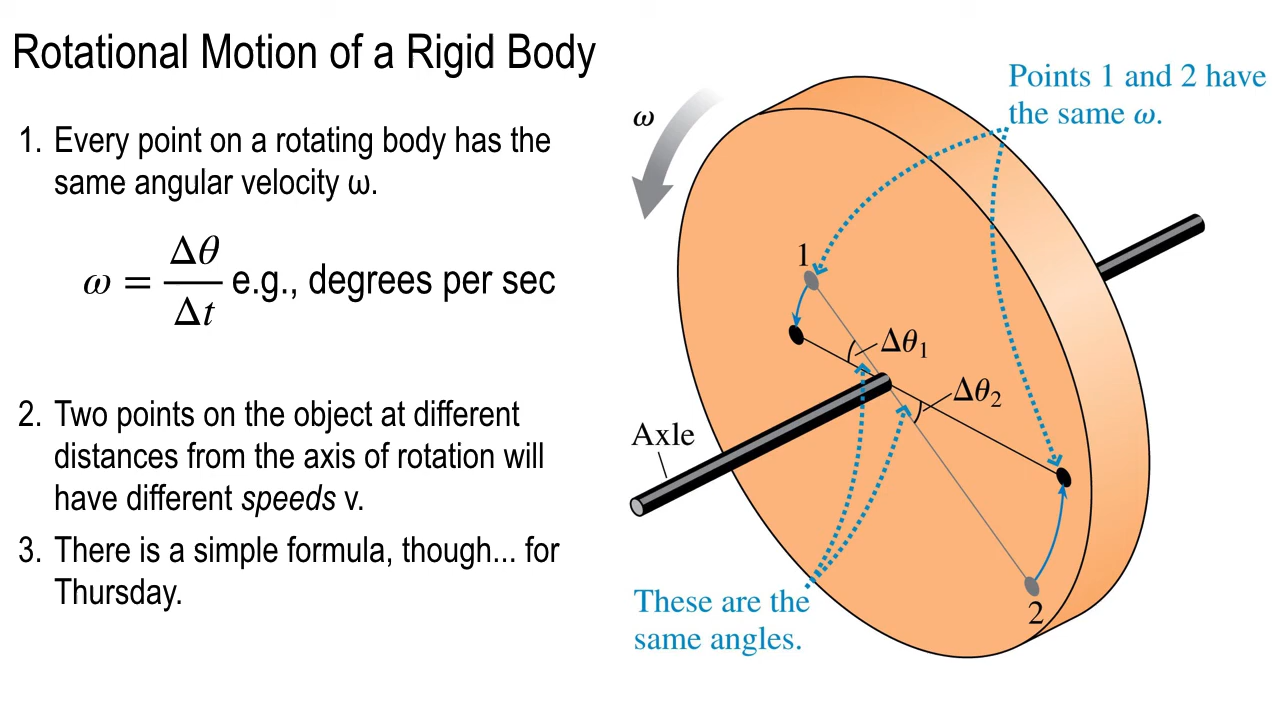 Rotational Motion of a Rigid Body
1. Every point on a rotating body has the
same angular velocity ω.
ω = Δθ/Δt e.g., degrees per sec
2. Two points on the object at different
distances from the axis of rotation will
have different speeds v.
3. There is a simple formula, though... for
Thursday.
Points 1 and 2 have
the same ω.
ω
1
Δθ₁
Δθ₂
Axle
These are the
same angles.
2